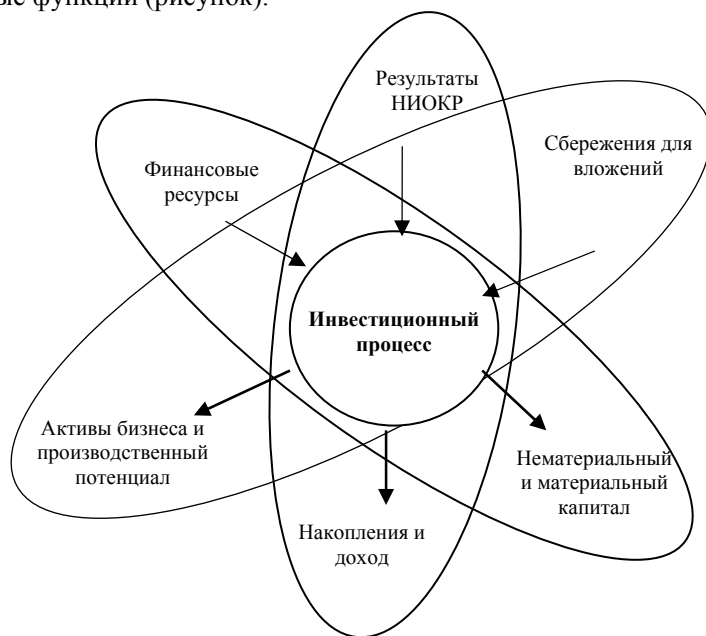 ые функции (рисунок).
Результаты
НИОКР
Сбережения для
вложений
Финансовые
ресурсы
Инвестиционный
процесс
Активы бизнеса и
производственный
потенциал
Нематериальный
и материальный
капитал
Накопления и
доход